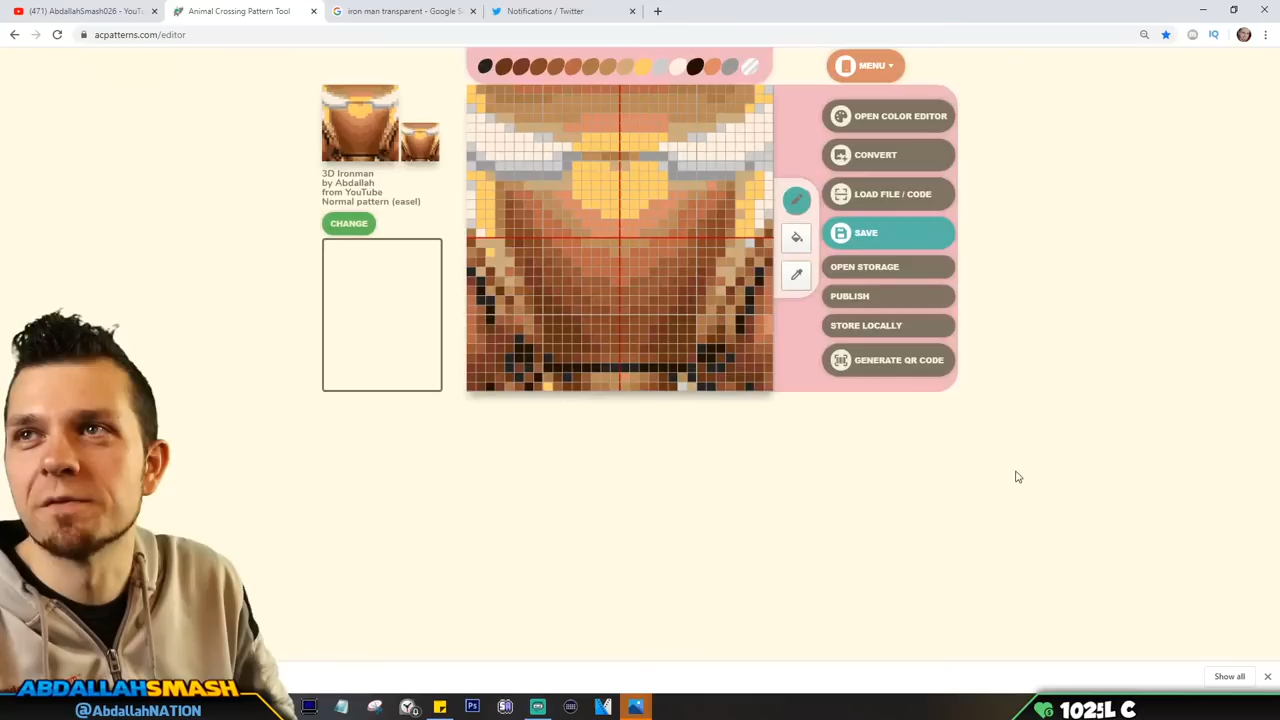 (471) AbdallahSmash026 - YouTu
Animal Crossing Pattern Tool
iron man transparent - Google S
Notifications / Twitter
acpatterns.com/editor
MENU
3D Ironman
by Abdallah
from YouTube
Normal pattern (easel)
CHANGE
OPEN COLOR EDITOR
CONVERT
LOAD FILE / CODE
SAVE
OPEN STORAGE
PUBLISH
STORE LOCALLY
GENERATE QR CODE
Show all
ABDALLAHSMASH
@AbdallahNATION